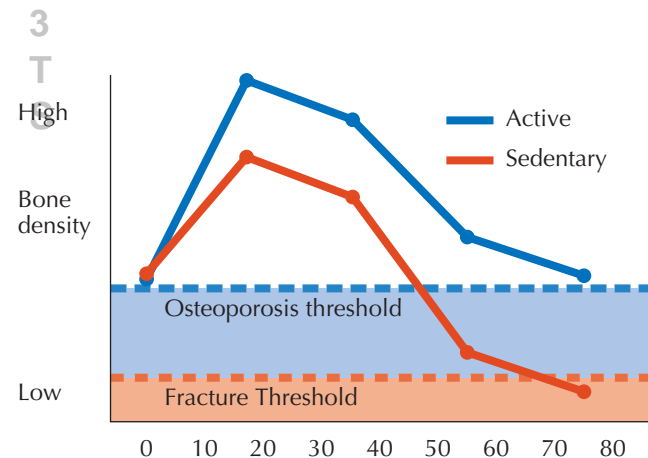 3
T
S
High
Active
Sedentary
Bone
density
Osteoporosis threshold
Low
Fracture Threshold
0 10 20 30 40 50 60 70 80